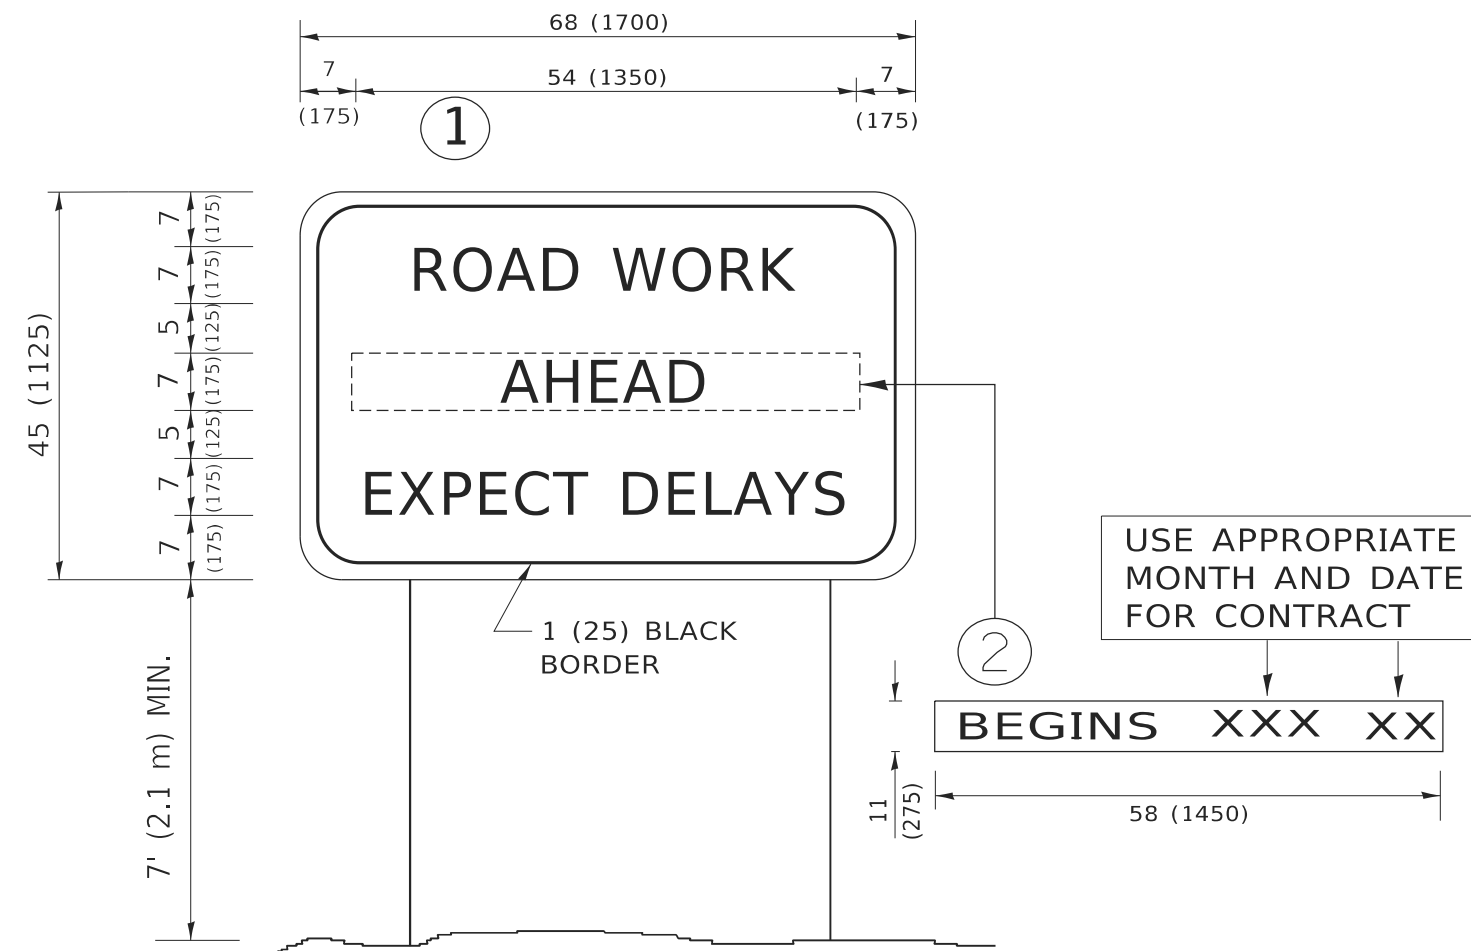 68 (1700)
7
54 (1350)
7
(175)
(175)
1
45 (1125)
7
(175)
7
(175)
5
(125)
7
(175)
5
(125)
7
(175)
7
(175)
ROAD WORK
AHEAD
EXPECT DELAYS
1 (25) BLACK
BORDER
7' (2.1 m) MIN.
2
USE APPROPRIATE
MONTH AND DATE
FOR CONTRACT
BEGINS XXX XX
11
(275)
58 (1450)